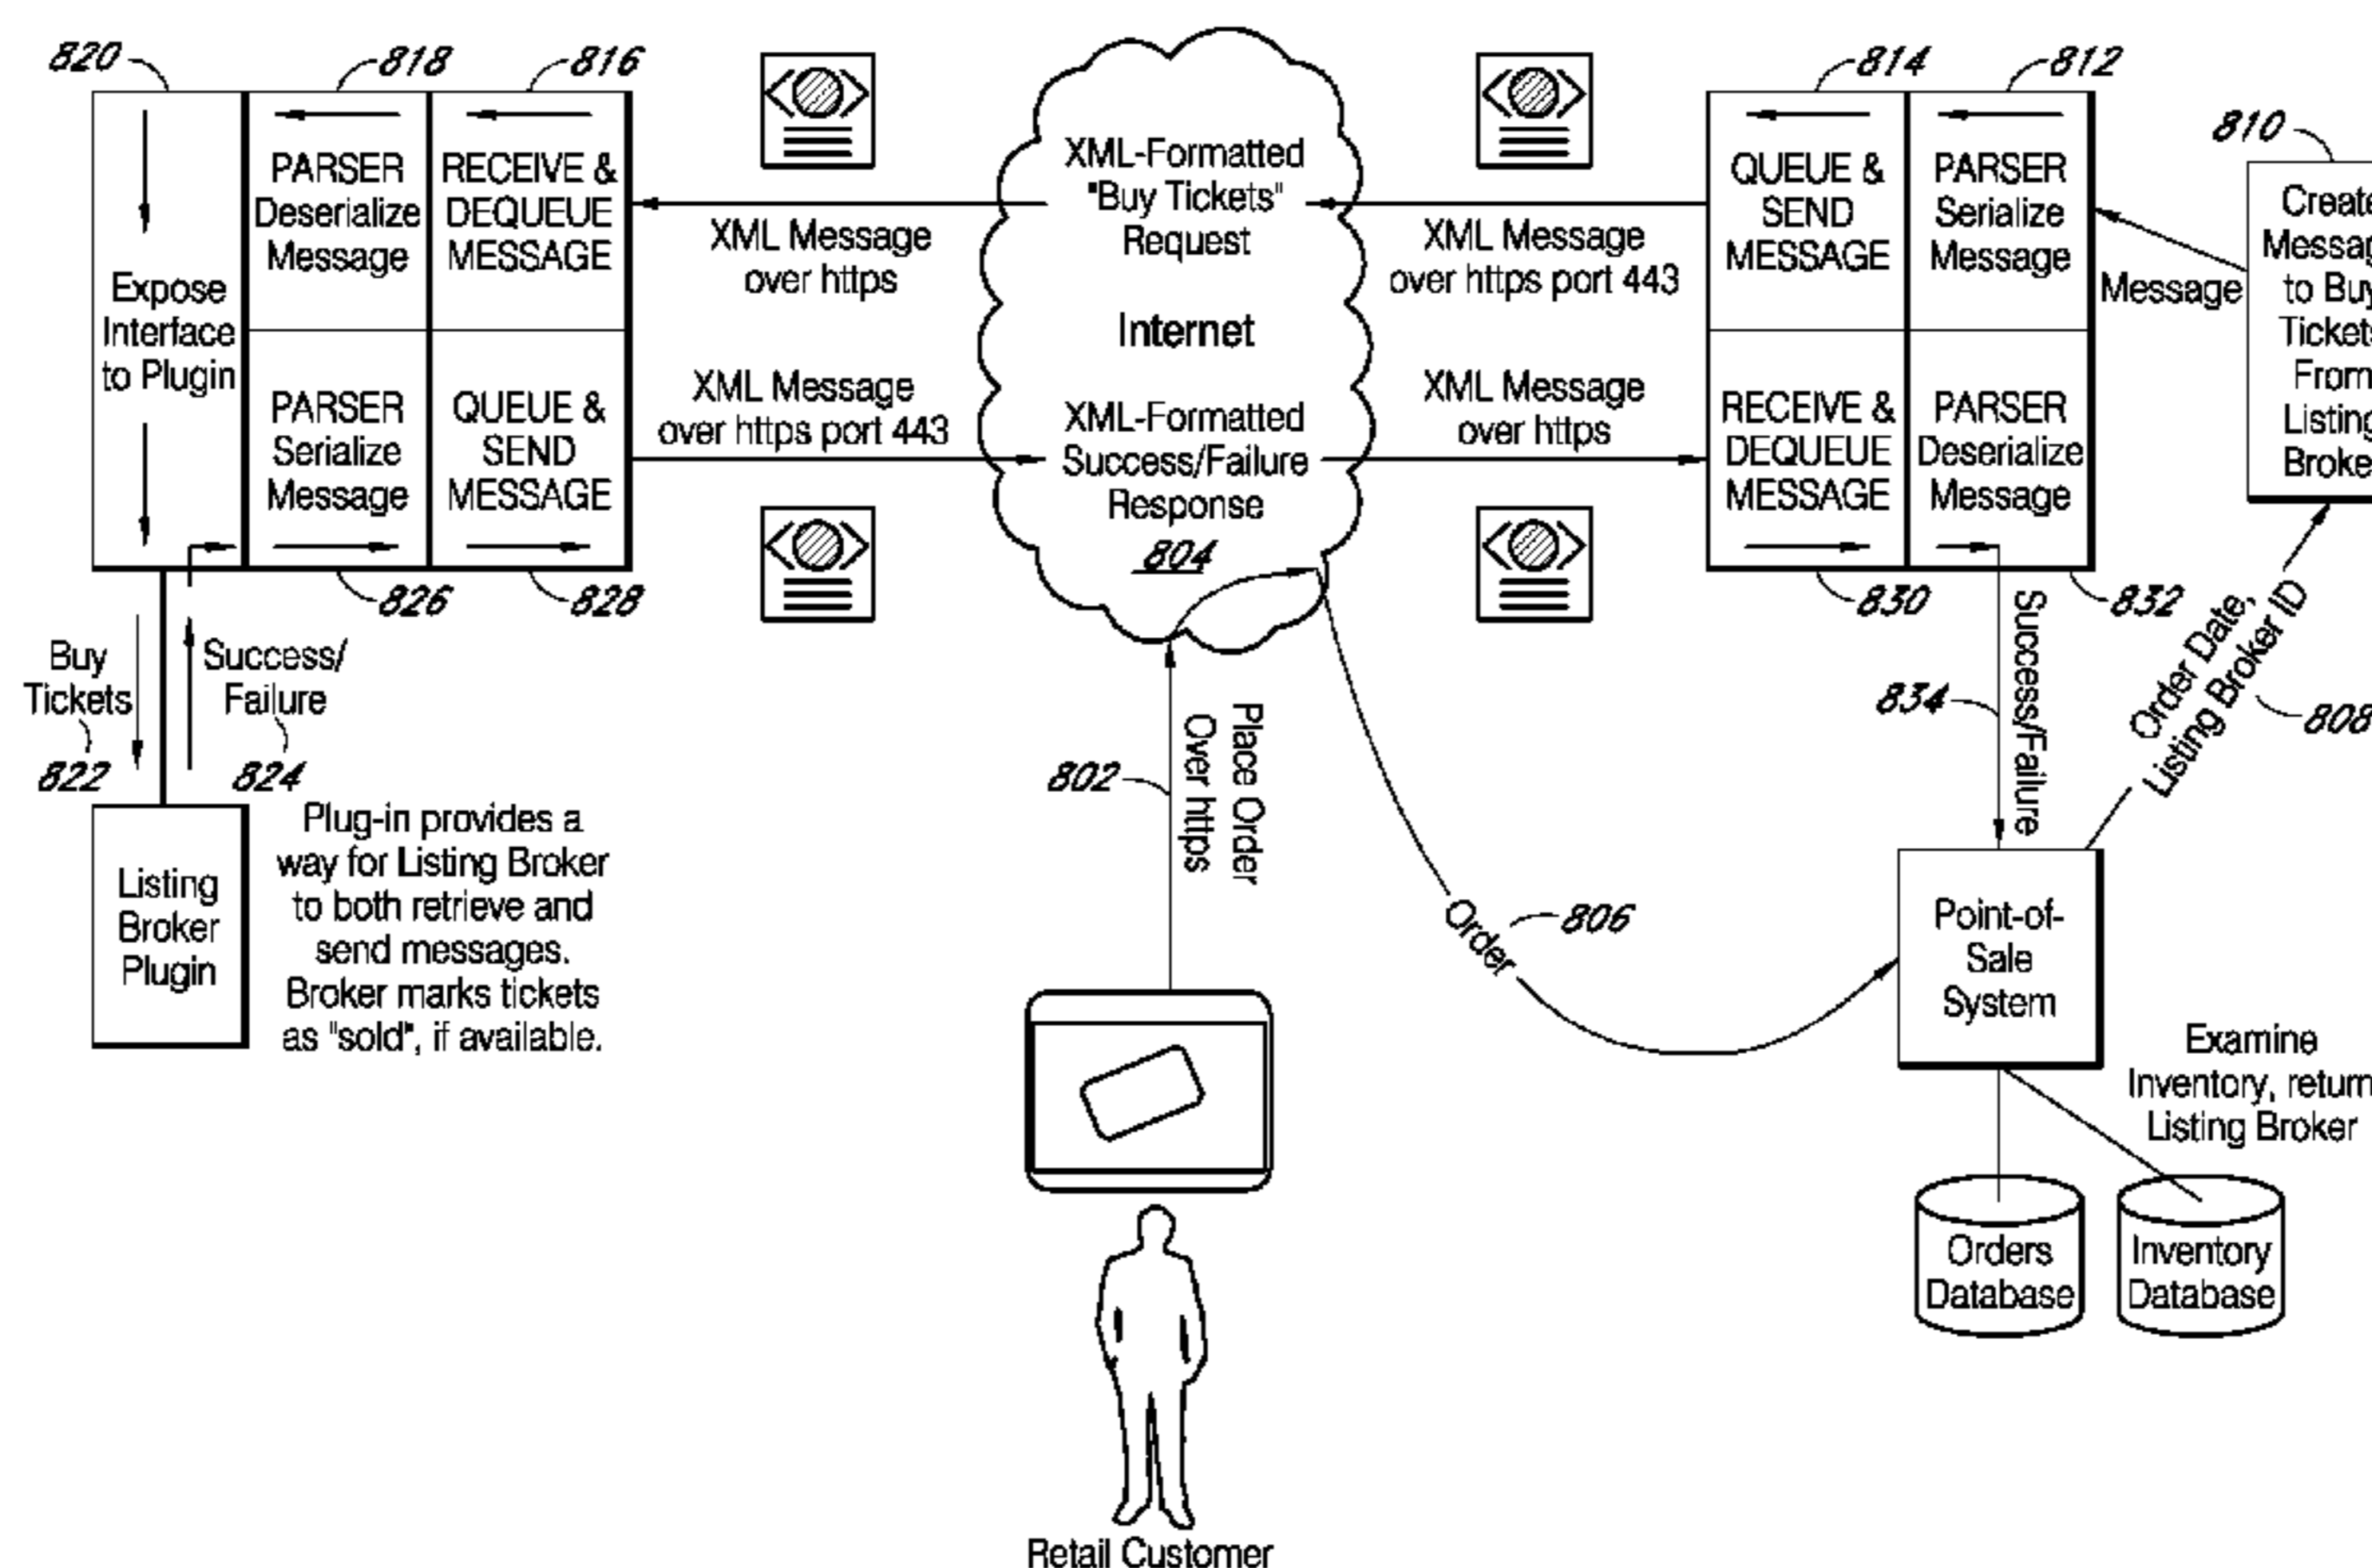 820
818
816
814
812
810
PARSER
Deserialize
Message
RECEIVE &
DEQUEUE
MESSAGE
Expose
Interface
to Plugin
PARSER
Serialize
Message
QUEUE &
SEND
MESSAGE
826
828
XML Message
over https
XML Message
over https port 443
XML-Formatted
"Buy Tickets"
Request
Internet
XML-Formatted
Success/Failure
Response
804
XML Message
over https port 443
XML Message
over https
QUEUE &
SEND
MESSAGE
PARSER
Serialize
Message
RECEIVE &
DEQUEUE
MESSAGE
PARSER
Deserialize
Message
830
832
Message
to Buy
From
Buy
Tickets
822
Success/
Failure
824
Listing
Broker
Plugin
Plug-in provides a
way for Listing Broker
to both retrieve and
send messages.
Broker marks tickets
as "sold", if available.
802
Place Order
Over https
Order
806
834
Success/Failure
Order Date,
Listing Broker ID
808
Point-of-
Sale
System
Examine
Inventory, return
Listing Broker
Orders
Database
Inventory
Database
Retail Customer